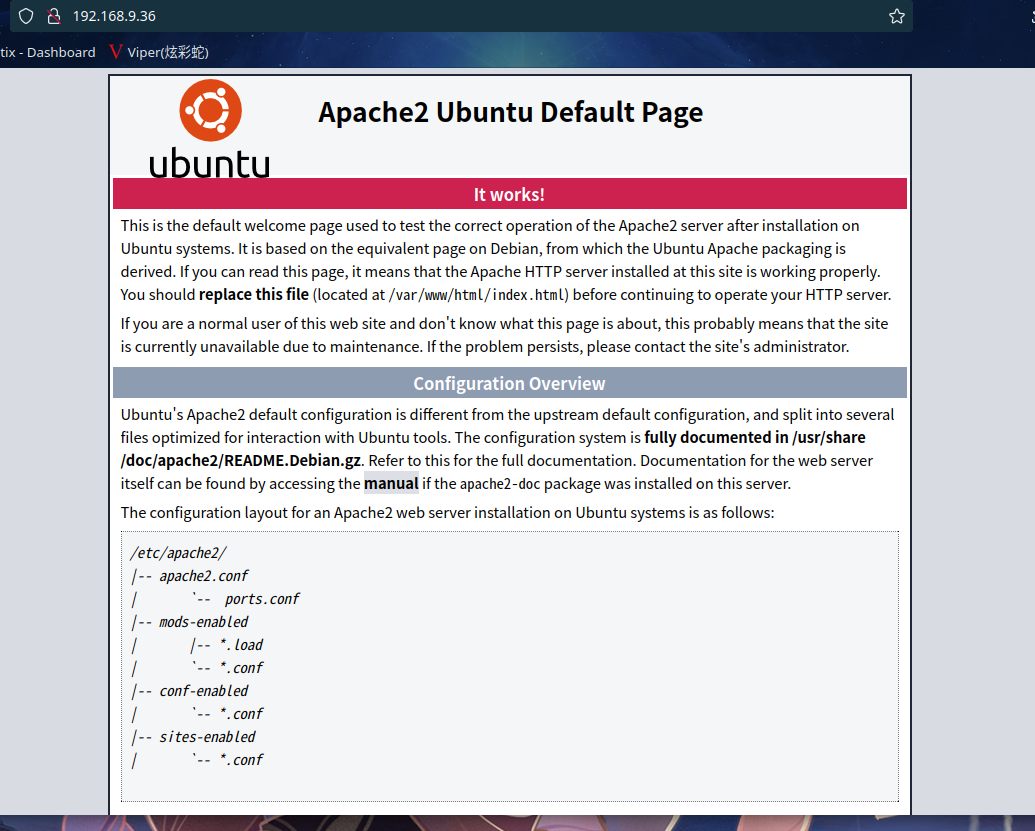 192.168.9.36
tix - Dashboard Viper(炫彩蛇)
ubuntu
Apache2 Ubuntu Default Page
It works!
This is the default welcome page used to test the correct operation of the Apache2 server after installation on
Ubuntu systems. It is based on the equivalent page on Debian, from which the Ubuntu Apache packaging is
derived. If you can read this page, it means that the Apache HTTP server installed at this site is working properly.
You should replace this file (located at /var/www/html/index.html) before continuing to operate your HTTP server.
If you are a normal user of this web site and don't know what this page is about, this probably means that the site
is currently unavailable due to maintenance. If the problem persists, please contact the site's administrator.
Configuration Overview
Ubuntu's Apache2 default configuration is different from the upstream default configuration, and split into several
files optimized for interaction with Ubuntu tools. The configuration system is fully documented in /usr/share
/doc/apache2/README.Debian.gz. Refer to this for the full documentation. Documentation for the web server
itself can be found by accessing the manual if the apache2-doc package was installed on this server.
The configuration layout for an Apache2 web server installation on Ubuntu systems is as follows:
/etc/apache2/
|-- apache2.conf
|       `--  ports.conf
|-- mods-enabled
|       |-- *.load
|       `-- *.conf
|-- conf-enabled
|       `-- *.conf
|-- sites-enabled
|       `-- *.conf